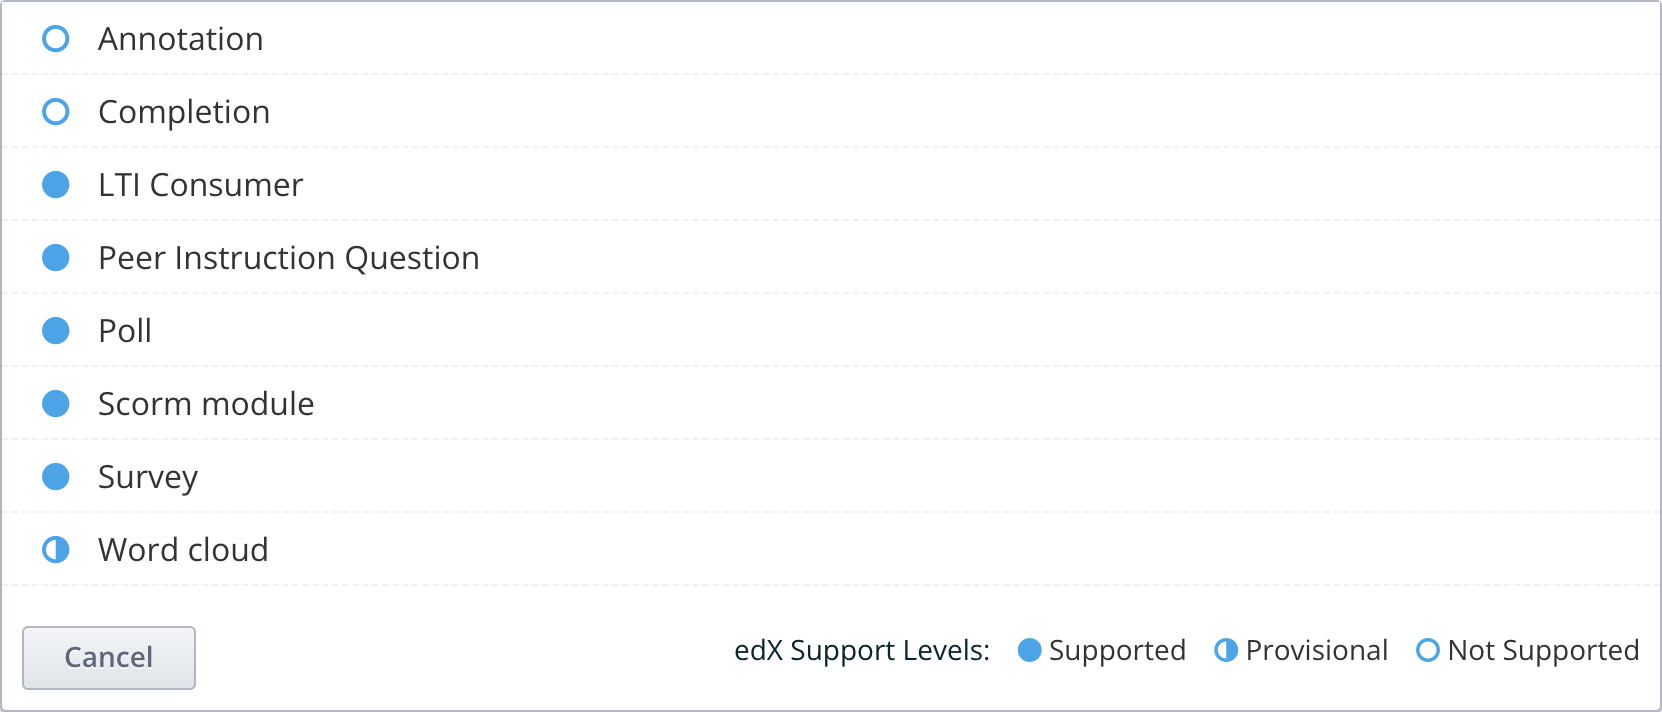 Annotation
Completion
LTI Consumer
Peer Instruction Question
Poll
Scorm module
Survey
Word cloud
Cancel
edX Support Levels: Supported Provisional Not Supported